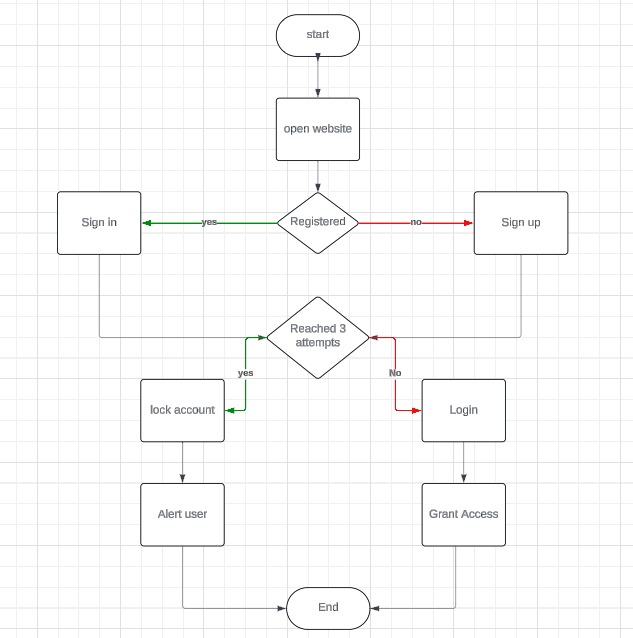 start
open website
Sign in
yes
Registered
no
Sign up
Reached 3
attempts
yes
No
lock account
Login
Alert user
Grant Access
End